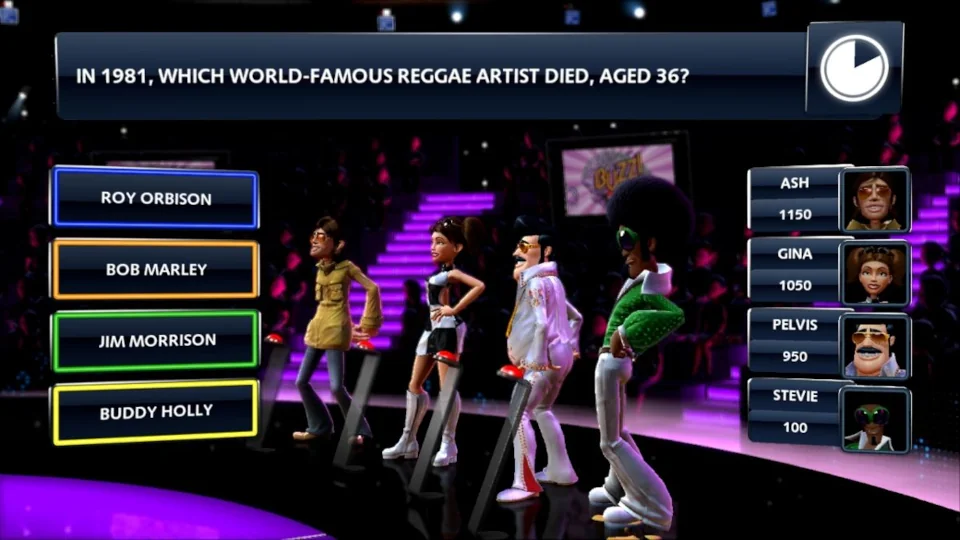 IN 1981, WHICH WORLD-FAMOUS REGGAE ARTIST DIED, AGED 36?
ROY ORBISON
BOB MARLEY
JIM MORRISON
BUDDY HOLLY
BUZZ!
ASH
1150
GINA
1050
PELVIS
950
STEVIE
100